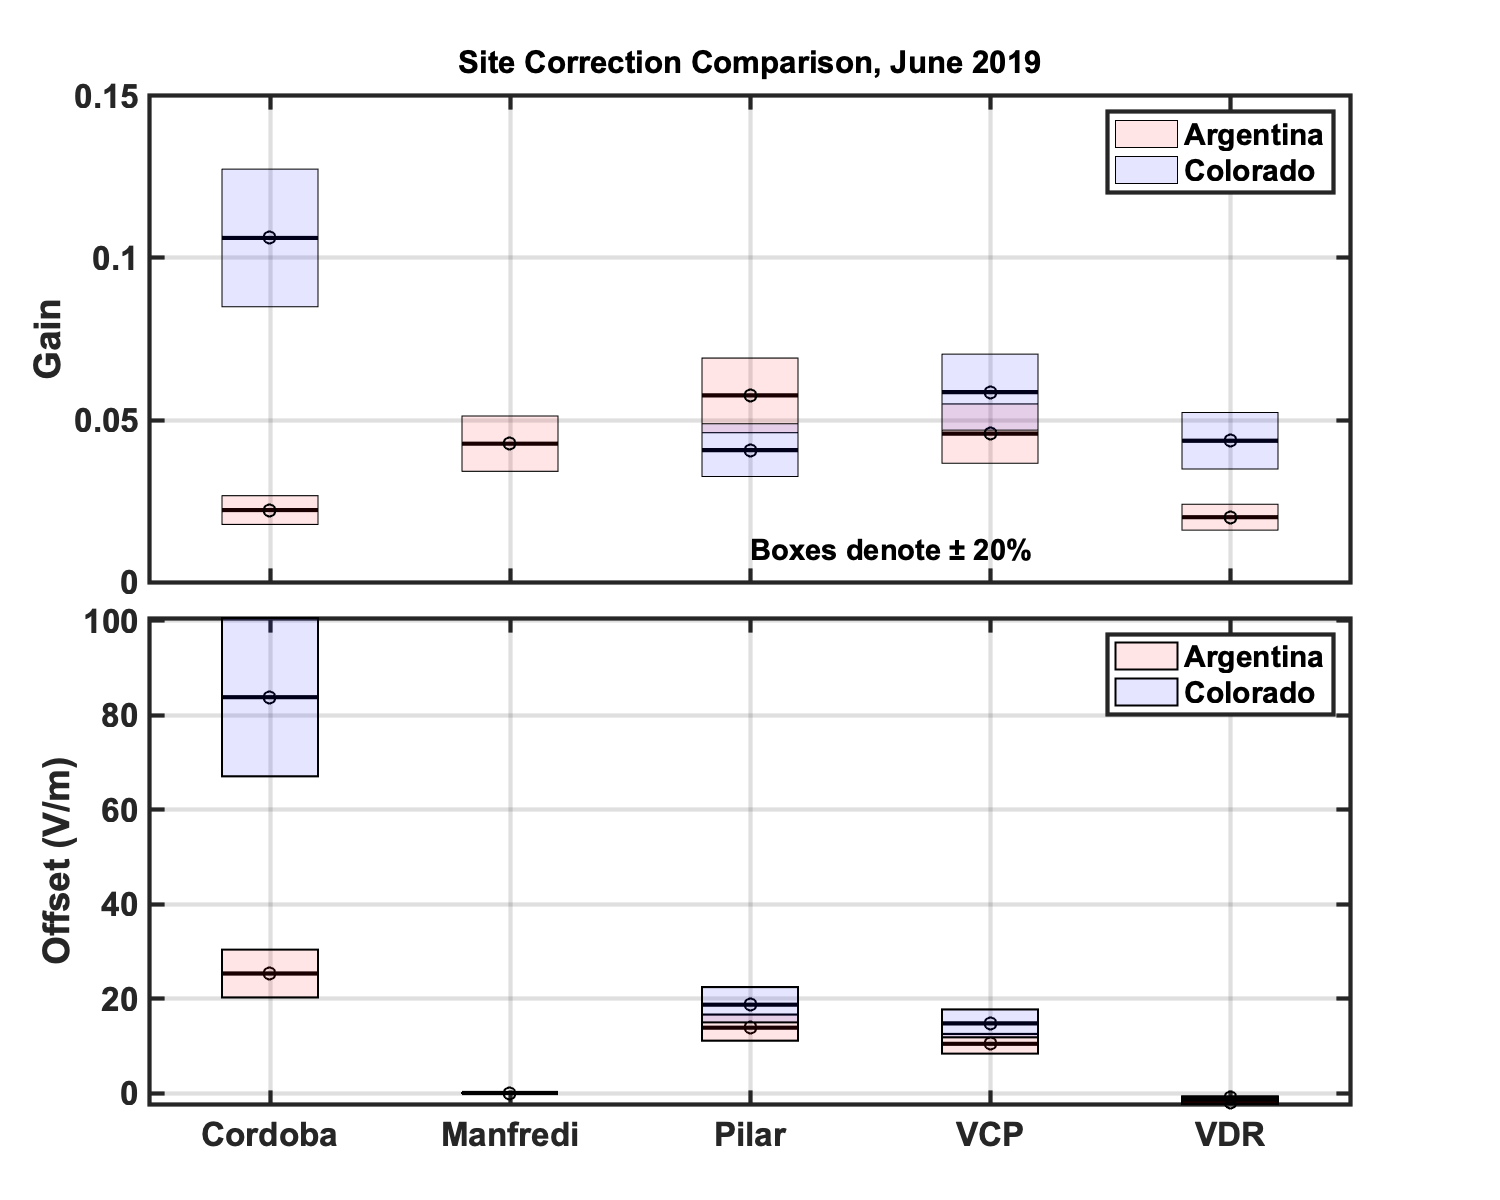 Site Correction Comparison, June 2019
0.15
0.1
0.05
0
Gain
Argentina
Colorado
Boxes denote ± 20%
100
80
60
40
20
0
Offset (V/m)
Argentina
Colorado
Cordoba Manfredi Pilar VCP VDR